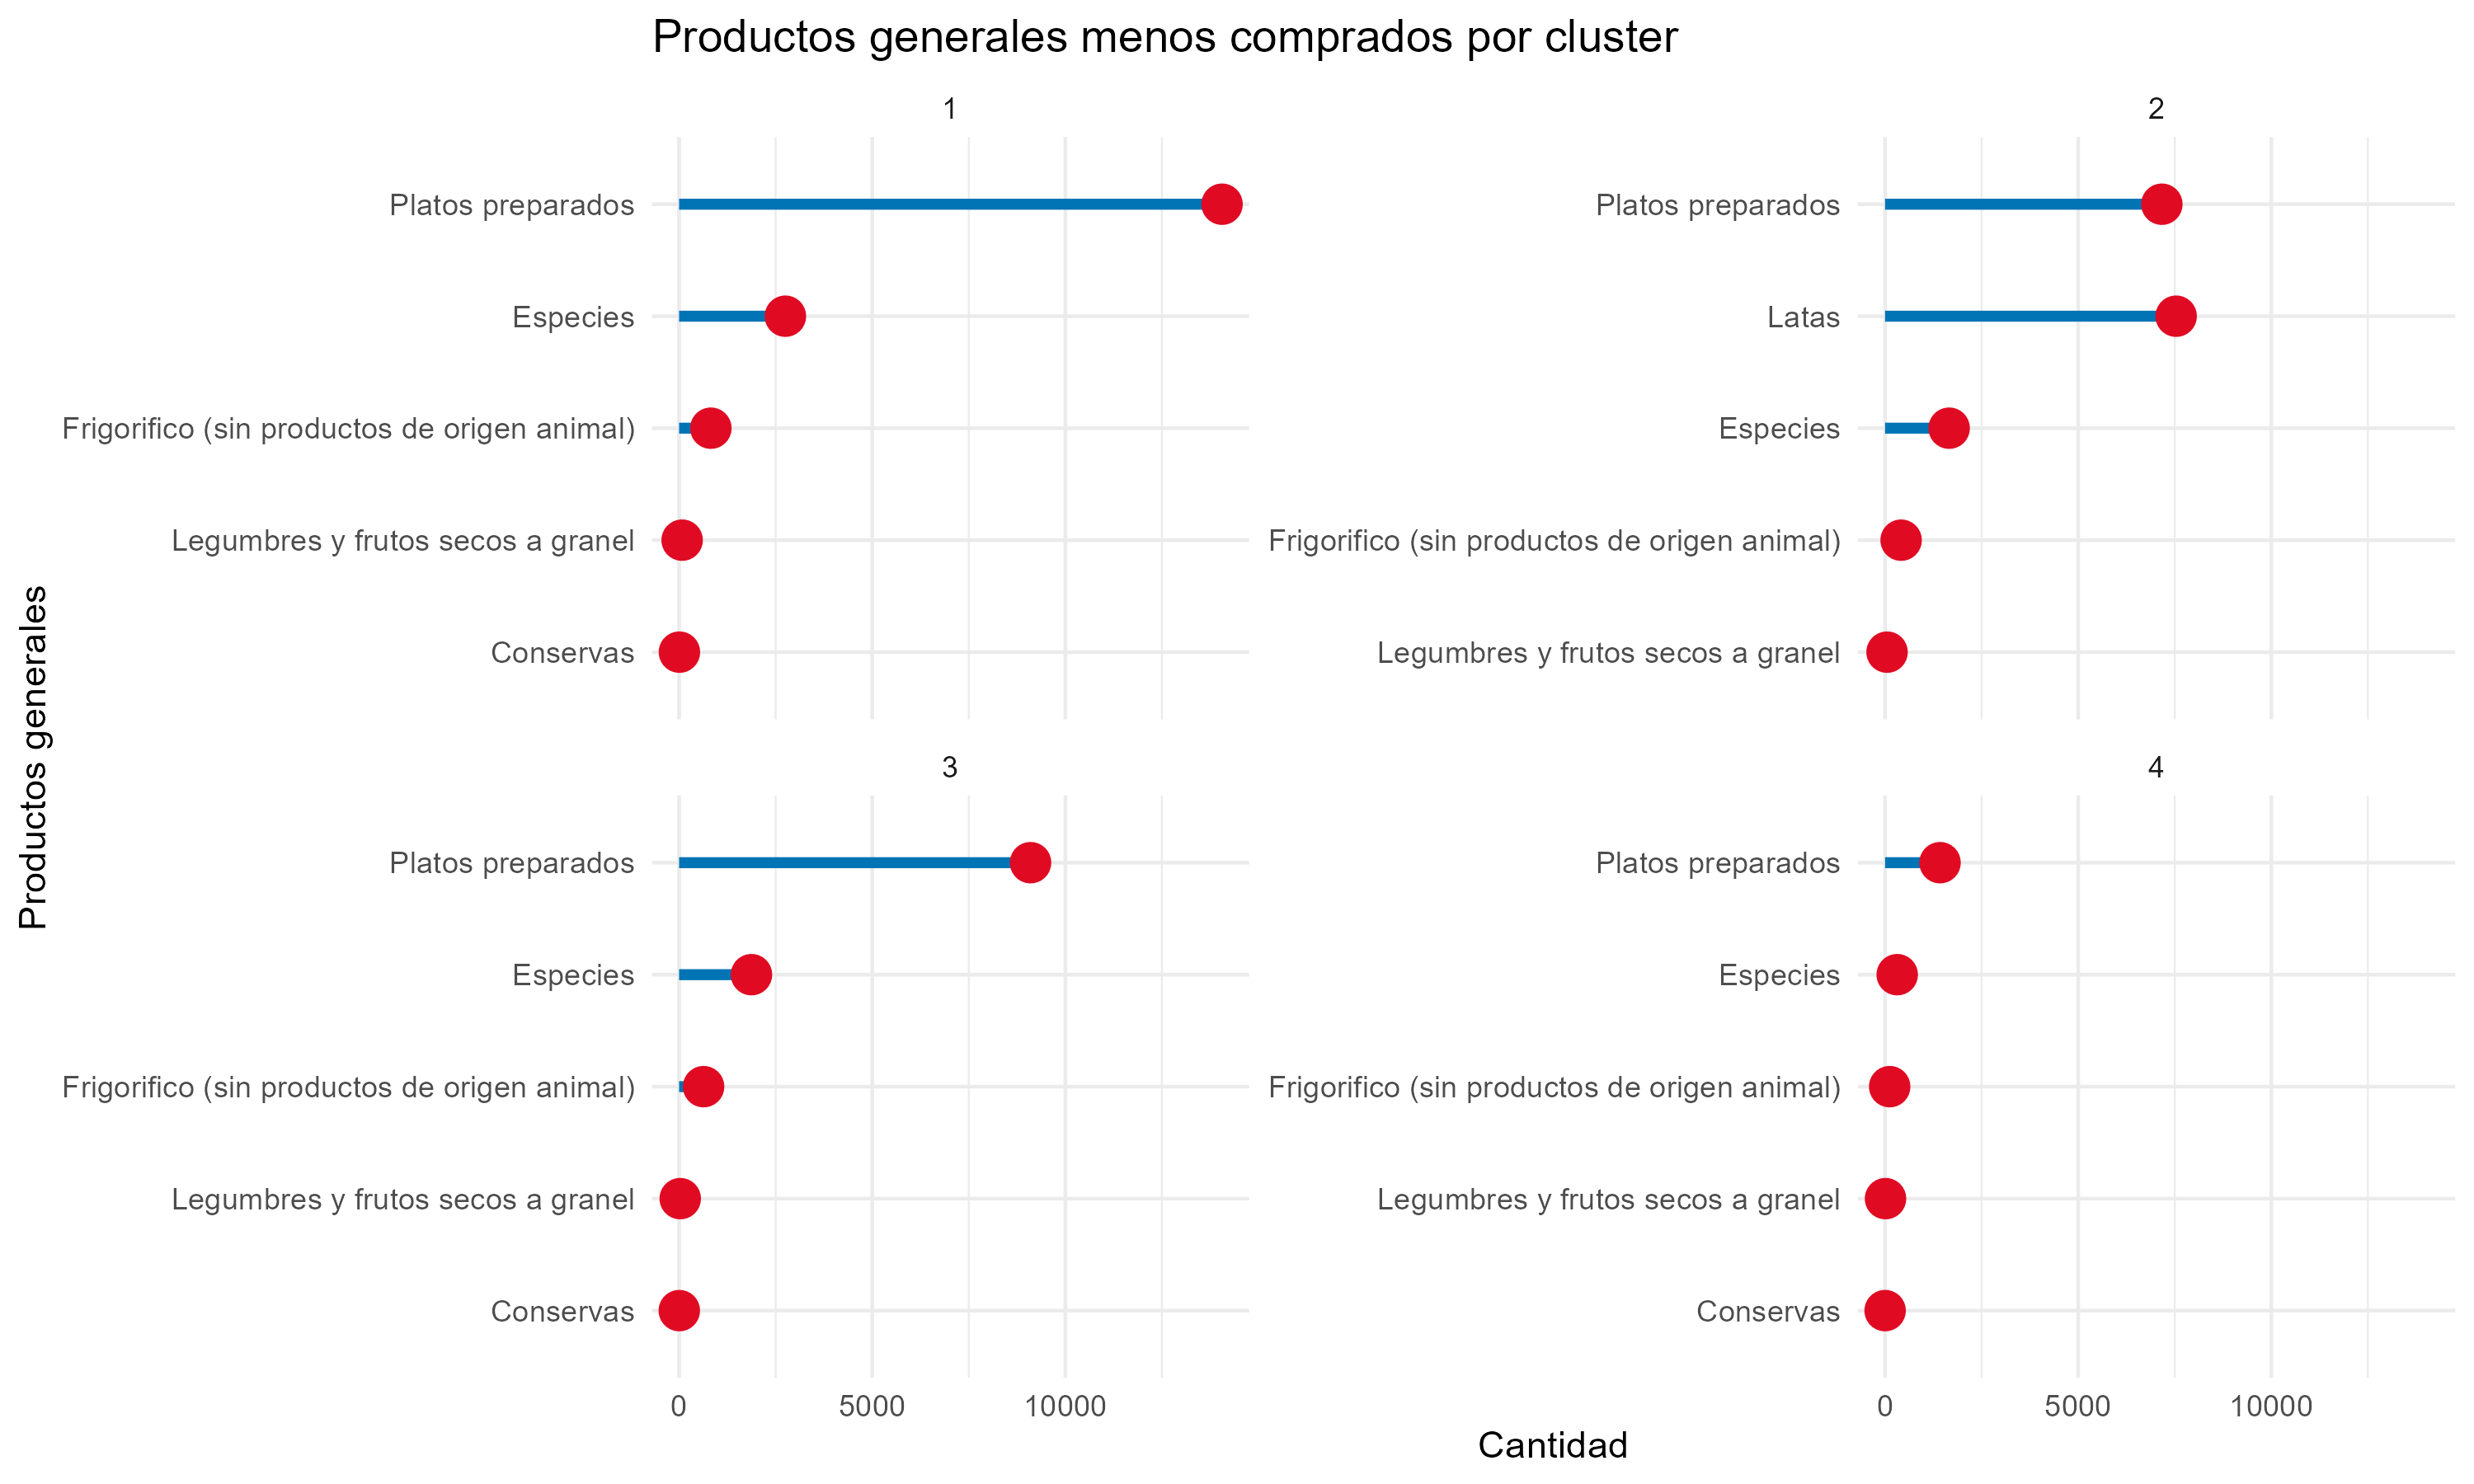 Productos generales menos comprados por cluster
1
Platos preparados
Especies
Frigorifico (sin productos de origen animal)
Legumbres y frutos secos a granel
Conservas
2
Platos preparados
Latas
Especies
Frigorifico (sin productos de origen animal)
Legumbres y frutos secos a granel
3
Platos preparados
Especies
Frigorifico (sin productos de origen animal)
Legumbres y frutos secos a granel
Conservas
0 5000 10000
4
Platos preparados
Especies
Frigorifico (sin productos de origen animal)
Legumbres y frutos secos a granel
Conservas
0 5000 10000
Productos generales
Cantidad